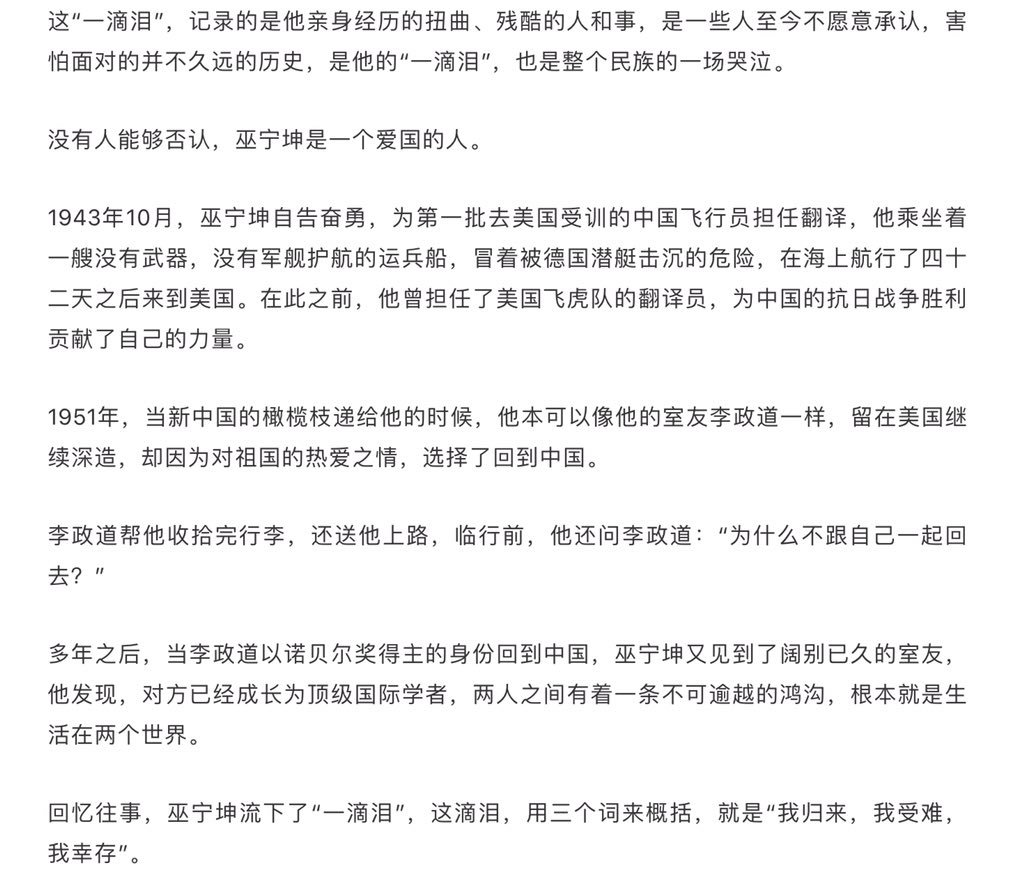 这“一滴泪”，记录的是他亲身经历的扭曲、残酷的人和事，是一些人至今不愿意承认，害
怕面对的并不久远的历史，是他的“一滴泪”，也是整个民族的一场哭泣。
没有人能够否认，巫宁坤是一个爱国的人。
1943年10月，巫宁坤自告奋勇，为第一批去美国受训的中国飞行员担任翻译，他乘坐着
一艘没有武器，没有军舰护航的运兵船，冒着被德国潜艇击沉的危险，在海上航行了四十
二天之后来到美国。在此之前，他曾担任了美国飞虎队的翻译员，为中国的抗日战争胜利
贡献了自己的力量。
1951年，当新中国的橄榄枝递给他的时候，他本可以像他的室友李政道一样，留在美国继
续深造，却因为对祖国的热爱之情，选择了回到中国。
李政道帮他收拾完行李，还送他上路，临行前，他还问李政道：“为什么不跟自己一起回
去？”
多年之后，当李政道以诺贝尔奖得主的身份回到中国，巫宁坤又见到了阔别已久的室友，
他发现，对方已经成长为顶级国际学者，两人之间有着一条不可逾越的鸿沟，根本就是生
活在两个世界。
回忆往事，巫宁坤流下了“一滴泪”，这滴泪，用三个词来概括，就是“我归来，我受难，
我幸存”。